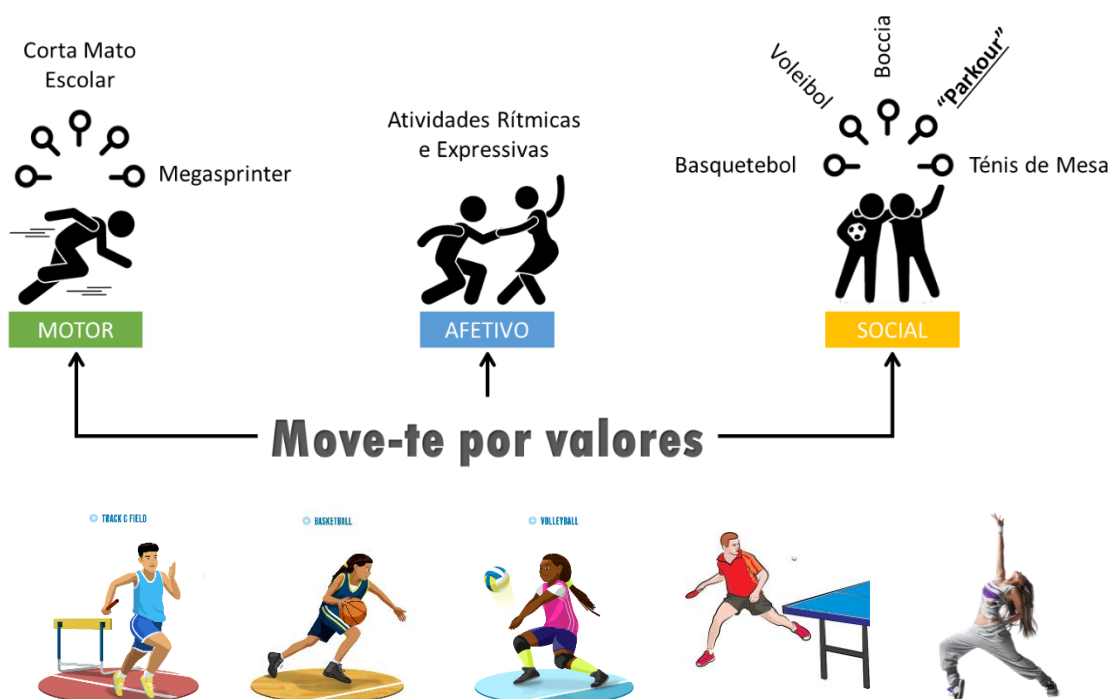 Corta Mato
Escolar
Megasprinter
MOTOR
Atividades Rítmicas
e Expressivas
AFETIVO
Basquetebol
Voleibol
Boccia
"Parkour"
Ténis de Mesa
SOCIAL
Move-te por valores
TRACK & FIELD
BASKETBALL
VOLLEYBALL